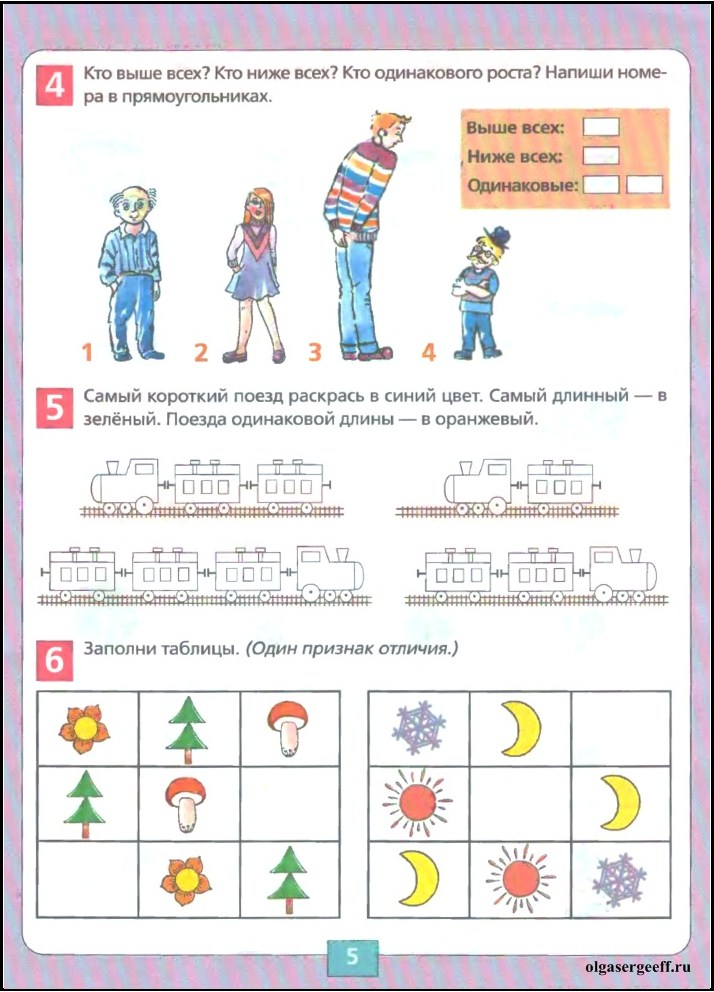 4
Кто выше всех? Кто ниже всех? Кто одинакового роста? Напиши номе-
ра в прямоугольниках.
Выше всех:
Ниже всех:
Одинаковые:
1 2 3 4
5
Самый короткий поезд раскрась в синий цвет. Самый длинный — в
зелёный. Поезда одинаковой длины — в оранжевый.
6
Заполни таблицы. (Один признак отличия.)
5
olgasergeeff.ru